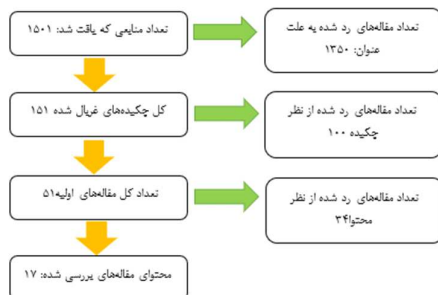 تعداد منابعی که یافت شد: ۱۵۰۱
تعداد مقاله‌های رد شده به علت
عنوان: ۱۳۵۰
کل چکیده‌های غربال شده ۱۵۱
تعداد مقاله‌های رد شده از نظر
چکیده ۱۰۰
تعداد کل مقاله‌های اولیه۵۱
تعداد مقاله‌های رد شده از نظر
محتوا۳۴
محتوای مقاله‌های بررسی شده: ۱۷